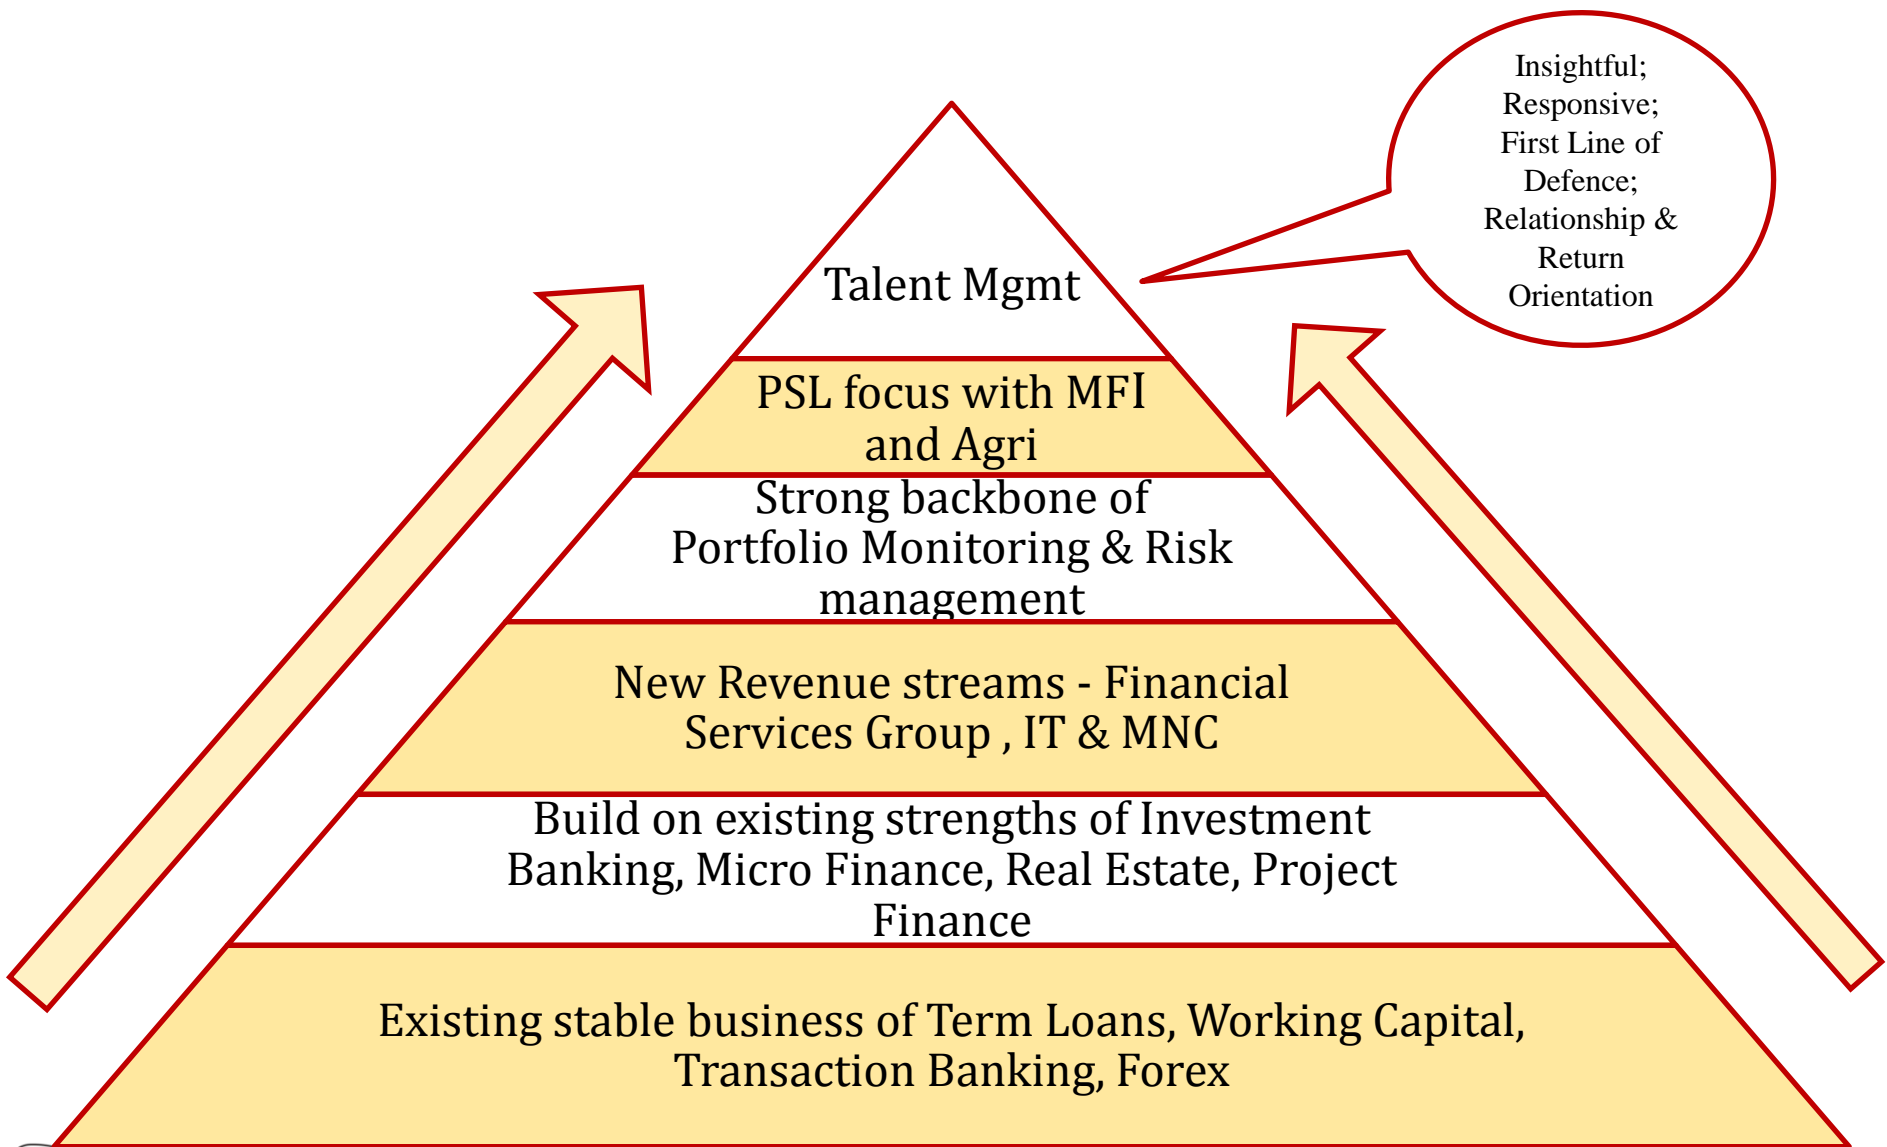 Insightful;
Responsive;
First Line of
Defence;
Relationship &
Return
Orientation
Talent Mgmt
PSL focus with MFI
and Agri
Strong backbone of
Portfolio Monitoring & Risk
management
New Revenue streams - Financial
Services Group , IT & MNC
Build on existing strengths of Investment
Banking, Micro Finance, Real Estate, Project
Finance
Existing stable business of Term Loans, Working Capital,
Transaction Banking, Forex